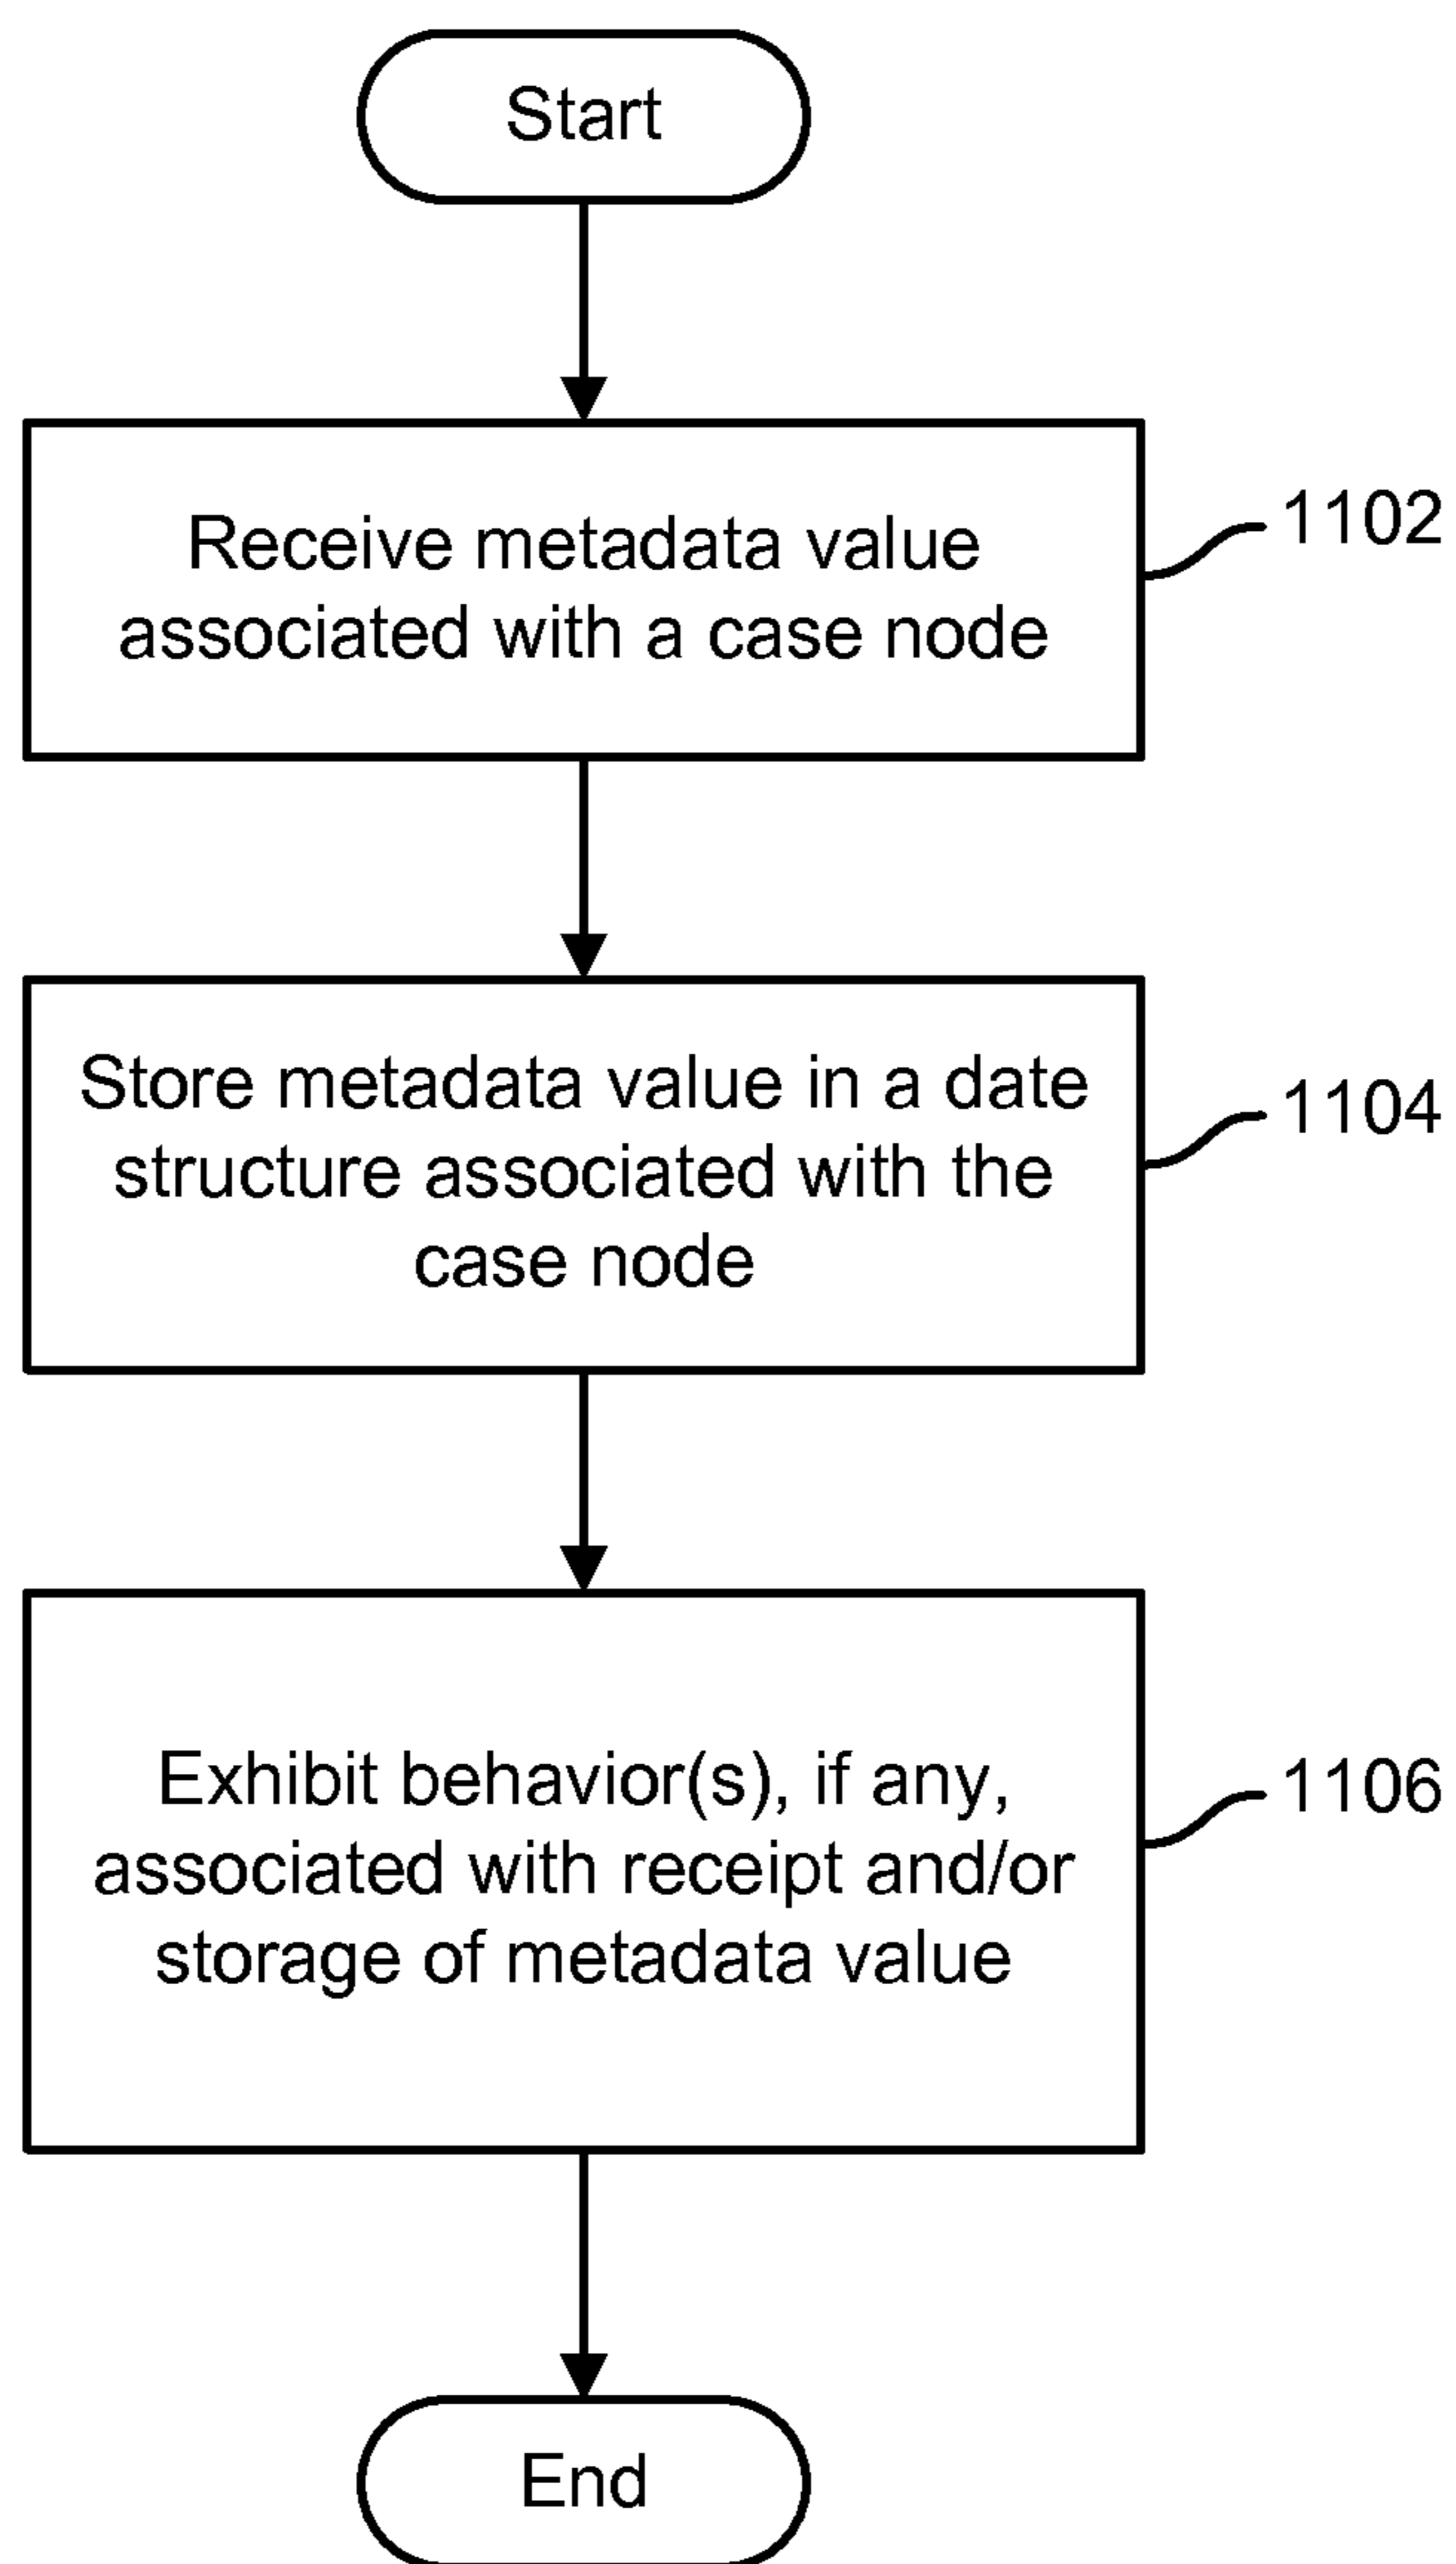 Start
Receive metadata value
associated with a case node
1102
Store metadata value in a date
structure associated with the
case node
1104
Exhibit behavior(s), if any,
associated with receipt and/or
storage of metadata value
1106
End